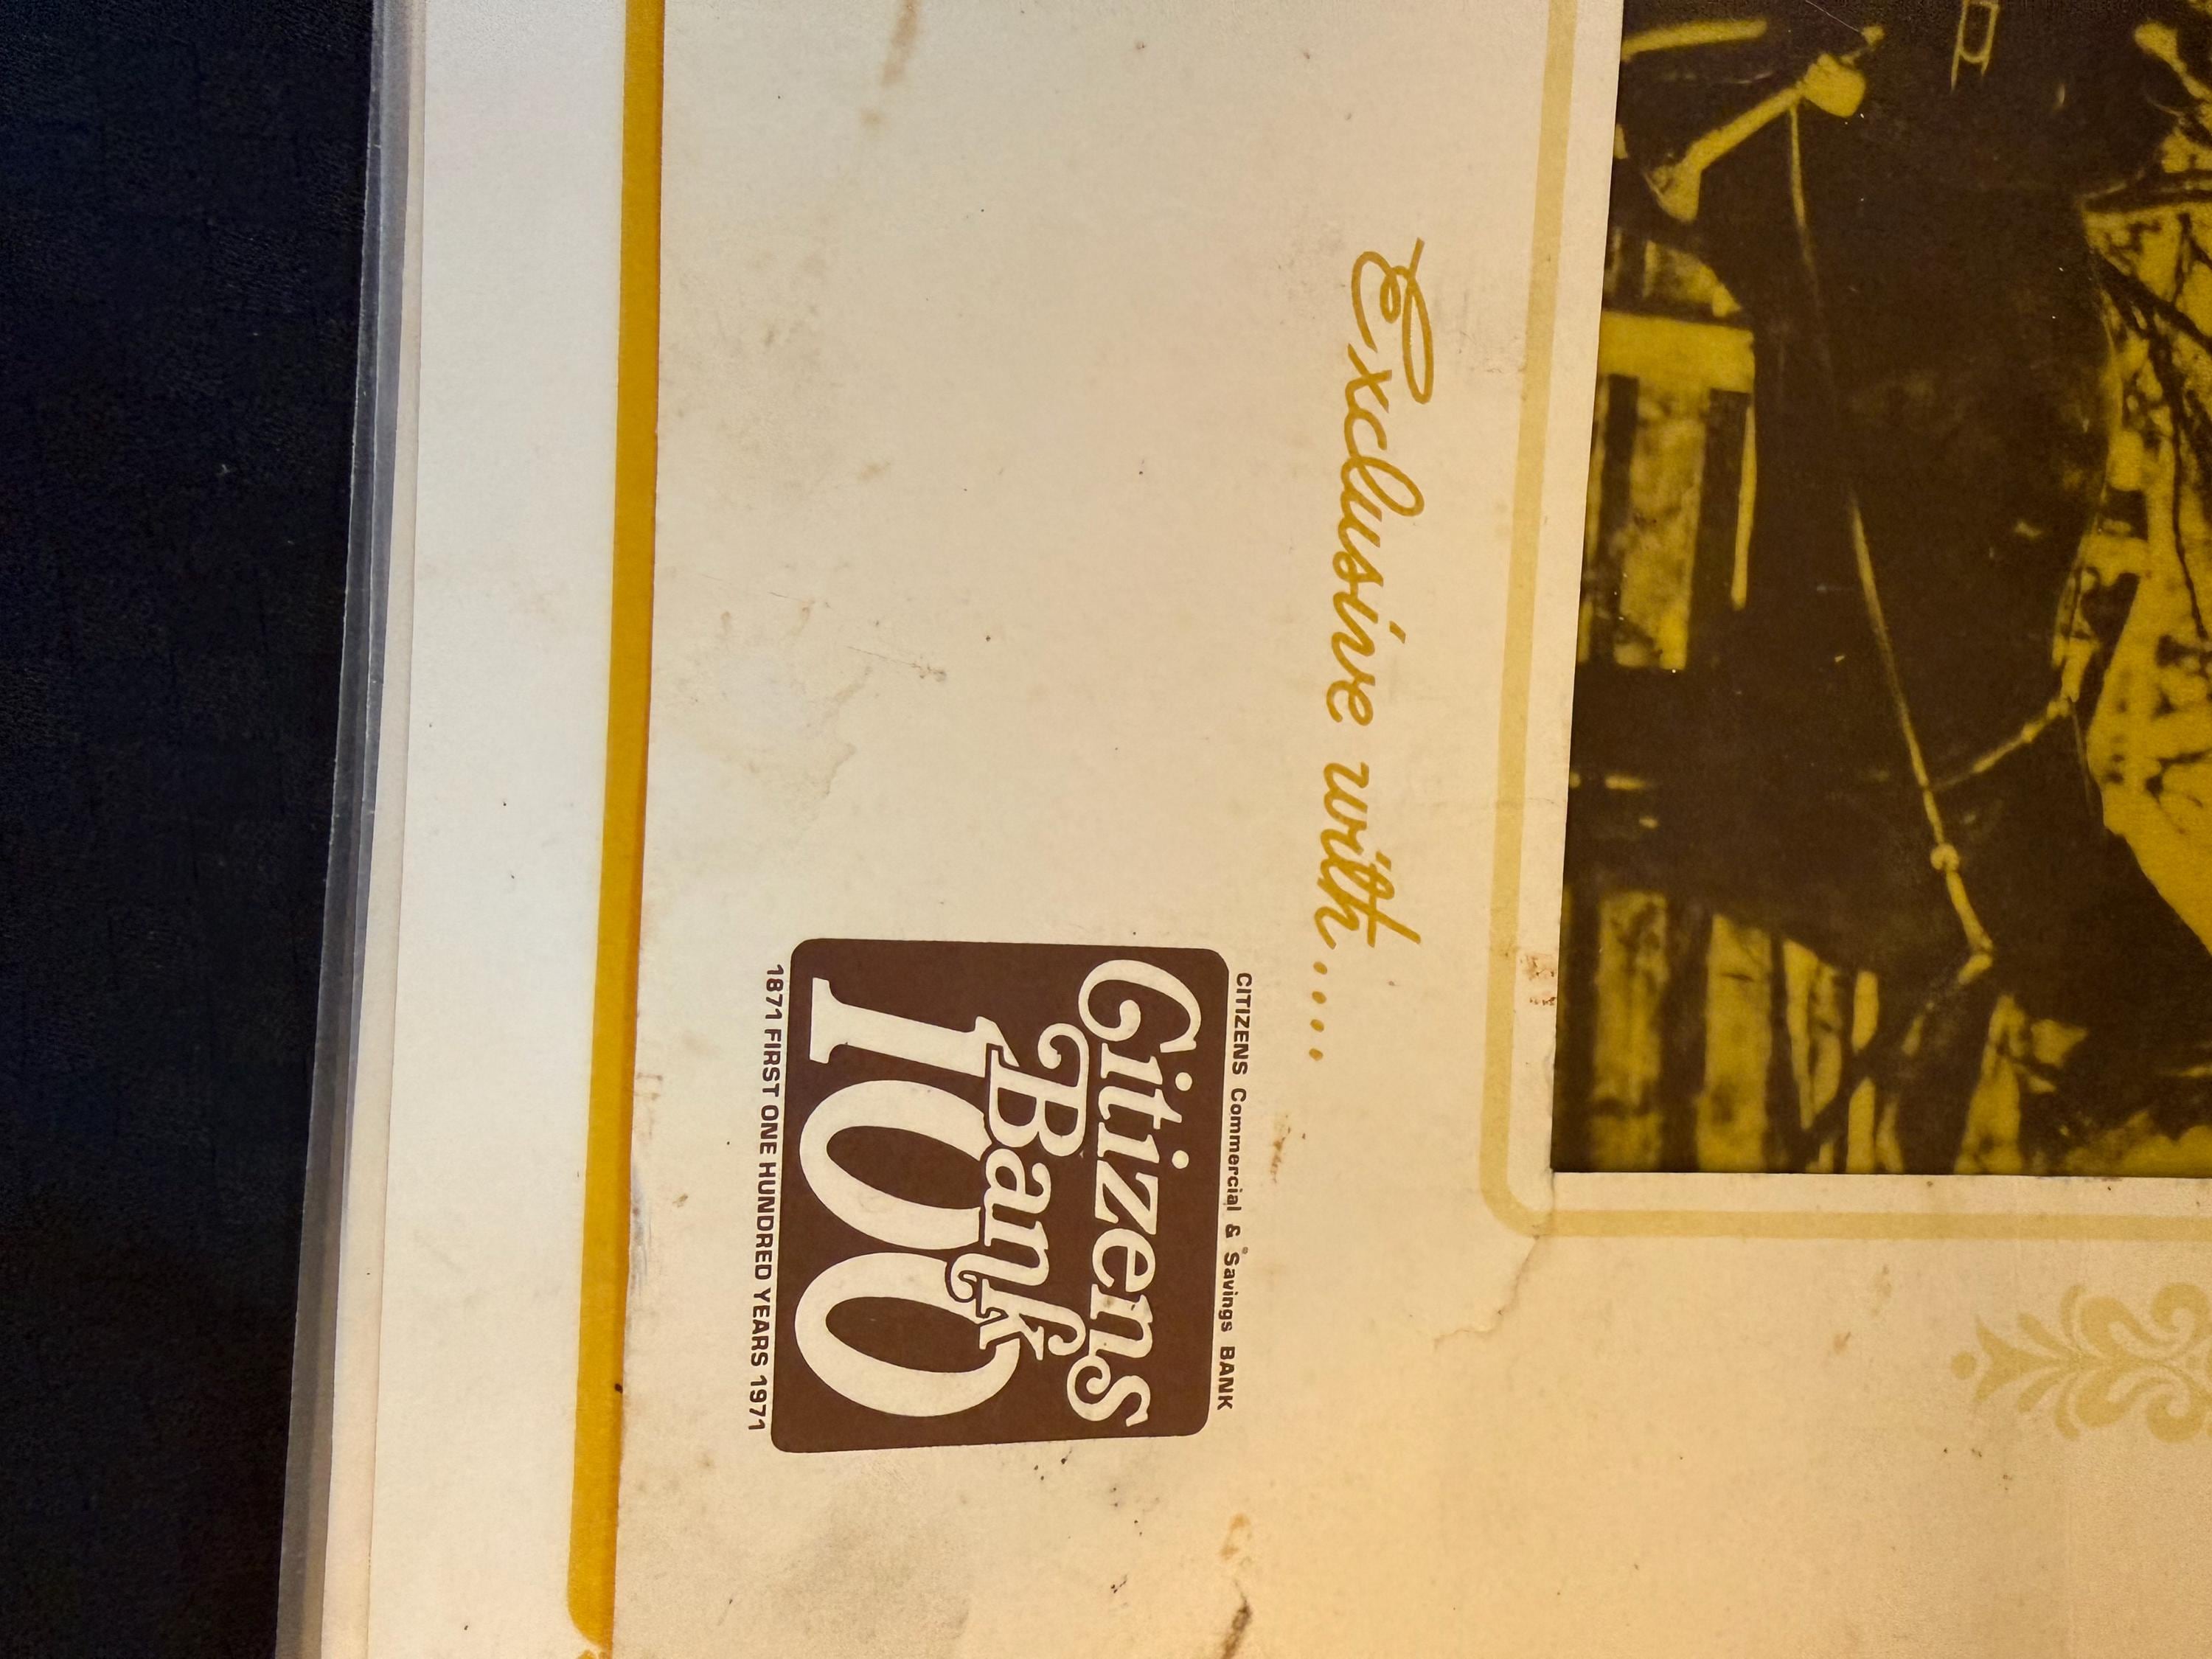 Exclusive with....
CITIZENS Commercial & Savings BANK
Citizens
Bank
100
1871 FIRST ONE HUNDRED YEARS 1971